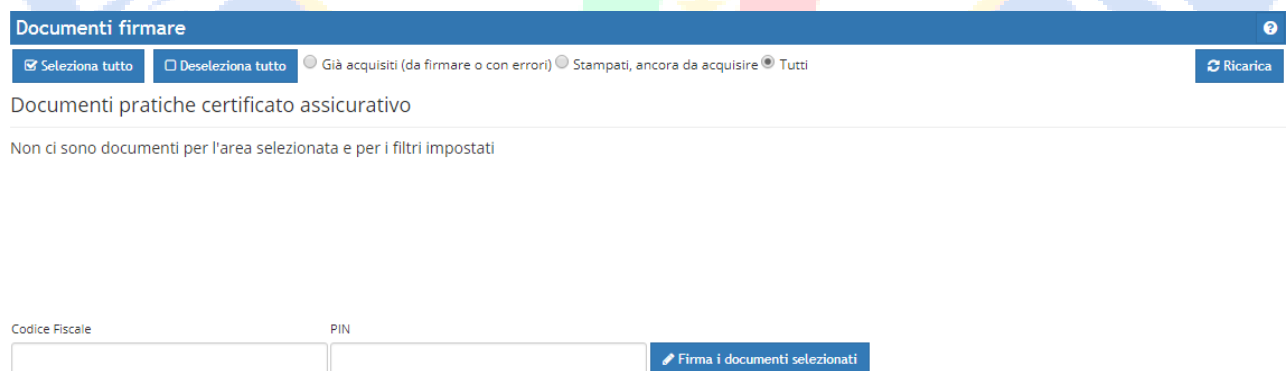 Documenti firmare
Seleziona tutto Deseleziona tutto Già acquisiti (da firmare o con errori) Stampati, ancora da acquisire Tutti Ricarica
Documenti pratiche certificato assicurativo
Non ci sono documenti per l'area selezionata e per i filtri impostati
Codice Fiscale PIN
Firma i documenti selezionati